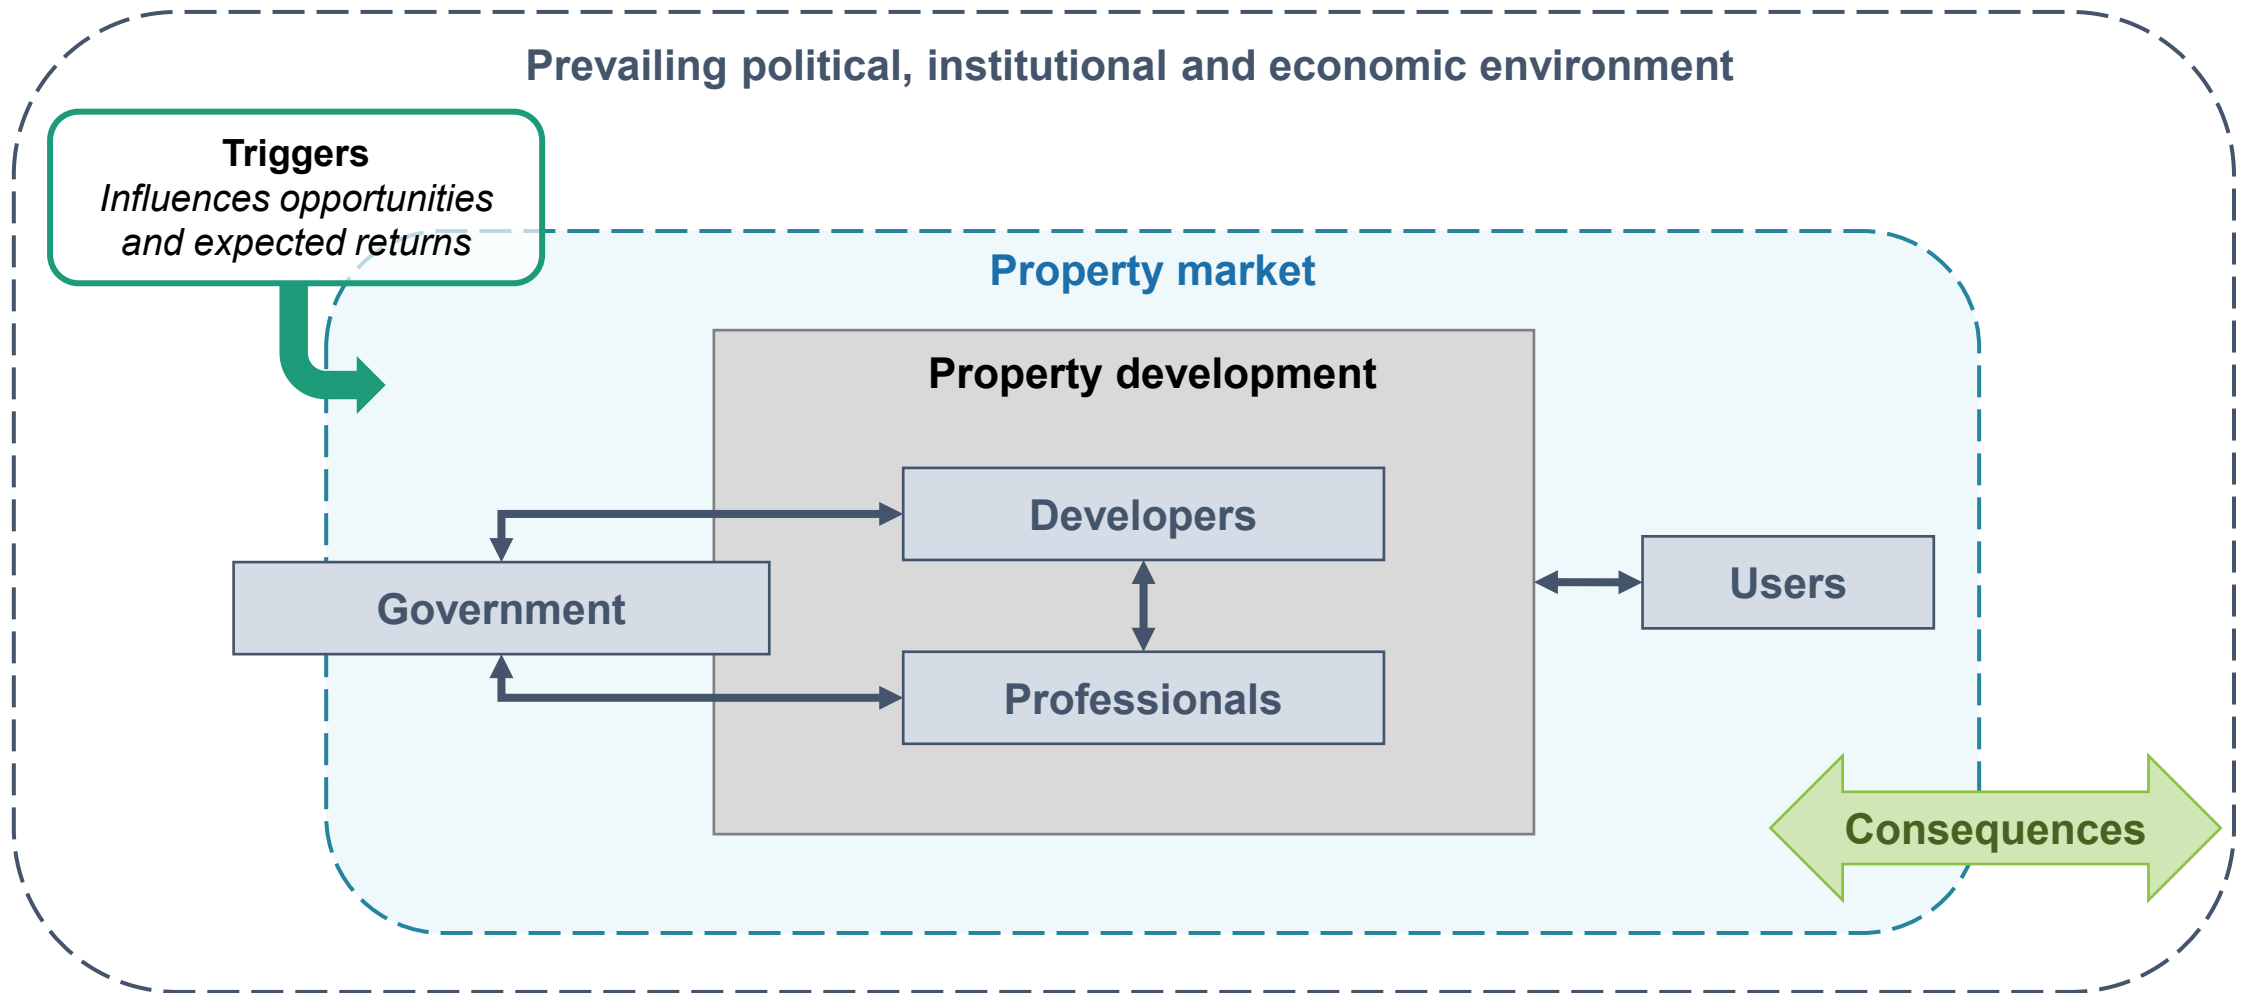 Prevailing political, institutional and economic environment
Triggers
Influences opportunities
and expected returns
Property market
Property development
Developers
Government
Users
Professionals
Consequences